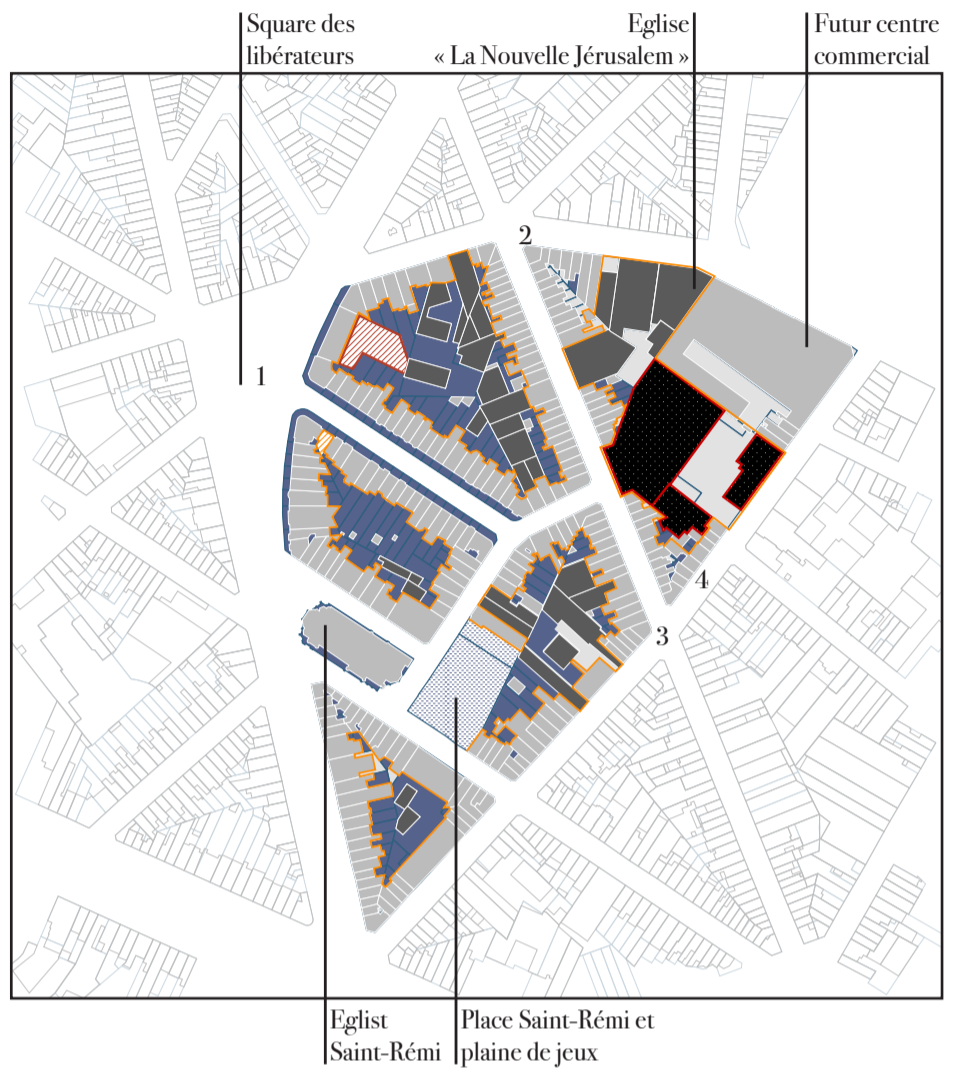 Square des
libérateurs
Eglise
« La Nouvelle Jérusalem »
Futur centre
commercial
2
1
4
3
Eglist
Saint-Rémi
Place Saint-Rémi et
plaine de jeux